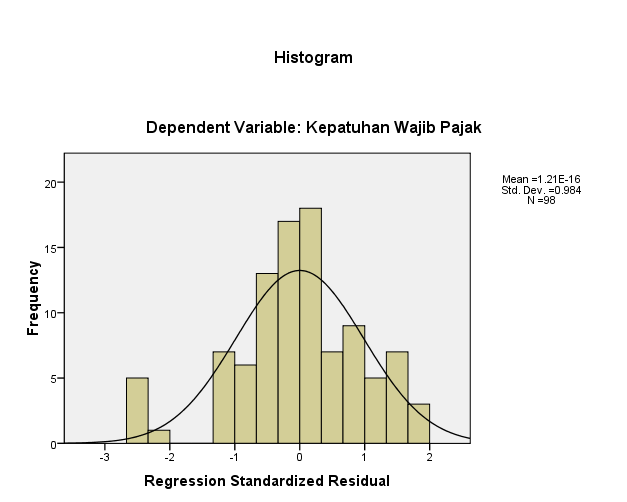 Histogram
Dependent Variable: Kepatuhan Wajib Pajak
Mean =1.21E-16
Std. Dev. =0.984
N =98
Frequency
20
15
10
5
0
-3 -2 -1 0 1 2
Regression Standardized Residual